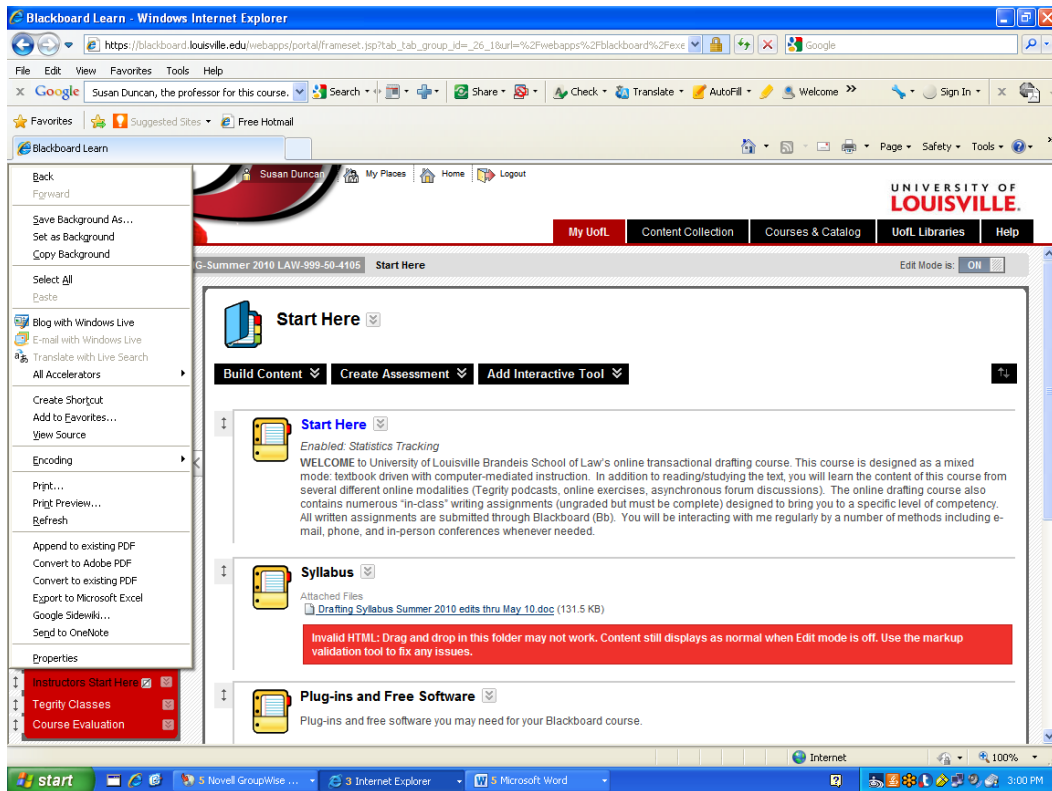 Blackboard Learn - Windows Internet Explorer
https://blackboard.louisville.edu/webapps/portal/frameset.jsp?tab_tab_group_id=_26_1&url=%2Fwebapps%2Fblackboard%2Fexe
Google
File Edit View Favorites Tools Help
x Google Susan Duncan, the professor for this course. Search Share Check Translate AutoFill Welcome >> Sign In x
Favorites Suggested Sites Free Hotmail
Blackboard Learn Page Safety Tools
Susan Duncan My Places Home Logout
UNIVERSITY OF
LOUISVILLE.
My UofL Content Collection Courses & Catalog UofL Libraries Help
G-Summer 2010 LAW-999-50-4105 Start Here Edit Mode is: ON
Back
Forward
Save Background As...
Set as Background
Copy Background
Select All
Paste
Blog with Windows Live
E-mail with Windows Live
Translate with Live Search
All Accelerators
Create Shortcut
Add to Favorites...
View Source
Encoding
Print...
Print Preview...
Refresh
Append to existing PDF
Convert to Adobe PDF
Convert to existing PDF
Export to Microsoft Excel
Google Sidewiki...
Send to OneNote
Properties
Instructors Start Here
Tegrity Classes
Course Evaluation
Start Here
Build Content Create Assessment Add Interactive Tool
Start Here
Enabled: Statistics Tracking
WELCOME to University of Louisville Brandeis School of Law's online transactional drafting course. This course is designed as a mixed
mode: textbook driven with computer-mediated instruction. In addition to reading/studying the text, you will learn the content of this course from
several different online modalities (Tegrity podcasts, online exercises, asynchronous forum discussions). The online drafting course also
contains numerous "in-class" writing assignments (ungraded but must be complete) designed to bring you to a specific level of competency.
All written assignments are submitted through Blackboard (Bb). You will be interacting with me regularly by a number of methods including e-
mail, phone, and in-person conferences whenever needed.
Syllabus
Attached Files
Drafting Syllabus Summer 2010 edits thru May 10.doc (131.5 KB)
Invalid HTML: Drag and drop in this folder may not work. Content still displays as normal when Edit mode is off. Use the markup
validation tool to fix any issues.
Plug-ins and Free Software
Plug-ins and free software you may need for your Blackboard course.
Internet 100%
start 5 Novell GroupWise ... 3 Internet Explorer 5 Microsoft Word 3:00 PM